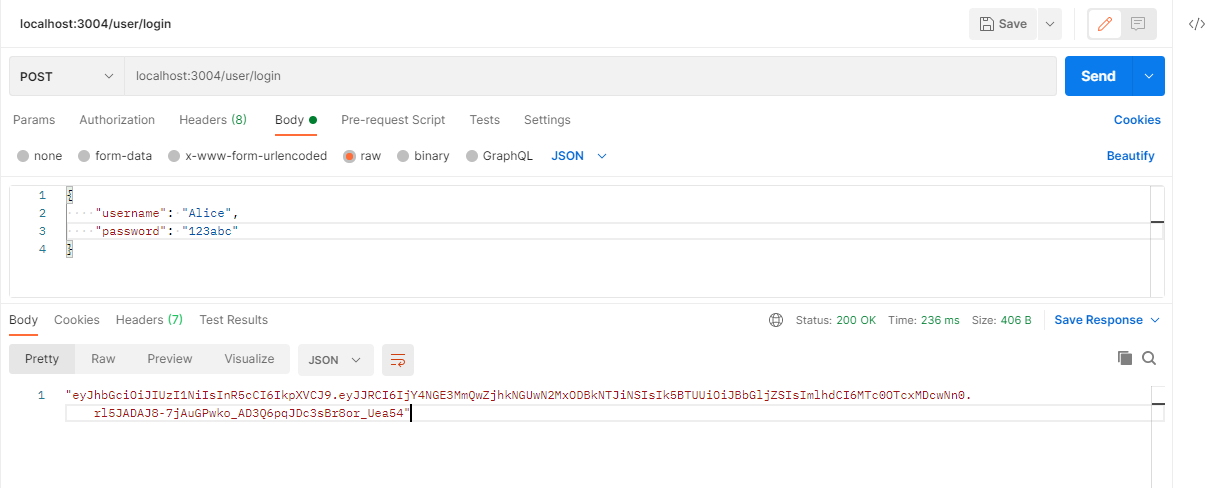 localhost:3004/user/login
Save
</>
POST
localhost:3004/user/login
Send
Params Authorization Headers (8) Body Pre-request Script Tests Settings Cookies
none form-data x-www-form-urlencoded raw binary GraphQL JSON Beautify
1 {
2 "username": "Alice",
3 "password": "123abc"
4 }
Body Cookies Headers (7) Test Results Status: 200 OK Time: 236 ms Size: 406 B Save Response
Pretty Raw Preview Visualize JSON
1 "eyJhbGciOiJIUzI1NiIsInR5cCI6IkpXVCJ9.eyJJRCI6IjY4NGE3MmQwZjhkNGUwN2MxODBkNTJiNSIsIk5BTUUiOiJBbGljZSIsImlhdCI6MTc0OTcxMDcwNn0.
rl5JADAJ8-7jAuGPwko_AD3Q6pqJDc3sBr8or_Uea54"